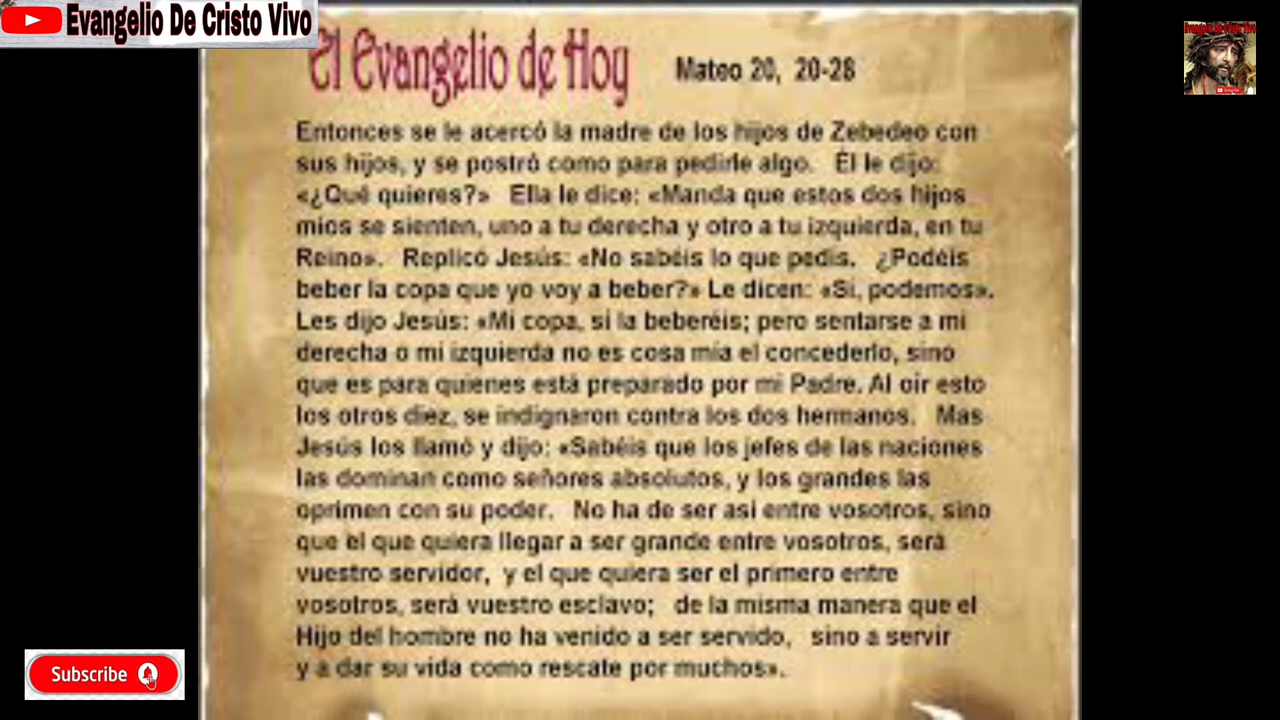 Evangelio De Cristo Vivo
El Evangelio de Hoy
Mateo 20, 20-28
Entonces se le acercó la madre de los hijos de Zebedeo con
sus hijos, y se postró como para pedirle algo. Él le dijo:
«¿Qué quieres?» Ella le dice: «Manda que estos dos hijos
míos se sienten, uno a tu derecha y otro a tu izquierda, en tu
Reino». Replicó Jesús: «No sabéis lo que pedís. ¿Podéis
beber la copa que yo voy a beber?» Le dicen: «Sí, podemos».
Les dijo Jesús: «Mi copa, sí la beberéis; pero sentarse a mi
derecha o mi izquierda no es cosa mía el concederlo, sino
que es para quienes está preparado por mi Padre. Al oír esto
los otros diez, se indignaron contra los dos hermanos. Mas
Jesús los llamó y dijo: «Sabéis que los jefes de las naciones
las dominan como señores absolutos, y los grandes las
oprimen con su poder. No ha de ser así entre vosotros, sino
que el que quiera llegar a ser grande entre vosotros, será
vuestro servidor, y el que quiera ser el primero entre
vosotros, será vuestro esclavo; de la misma manera que el
Hijo del hombre no ha venido a ser servido, sino a servir
y a dar su vida como rescate por muchos».
Subscribe